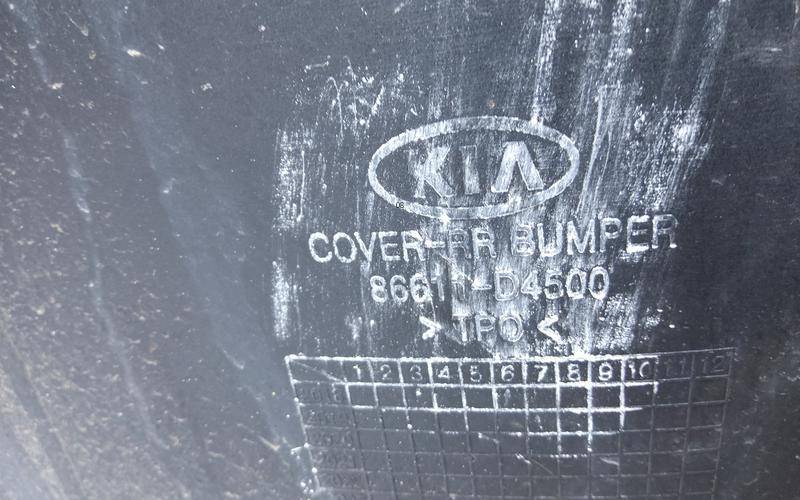 KIA
COVER-RR BUMPER
86611-D4500
>TPO<
1 2 3 4 5 6 7 8 9 10 11 12